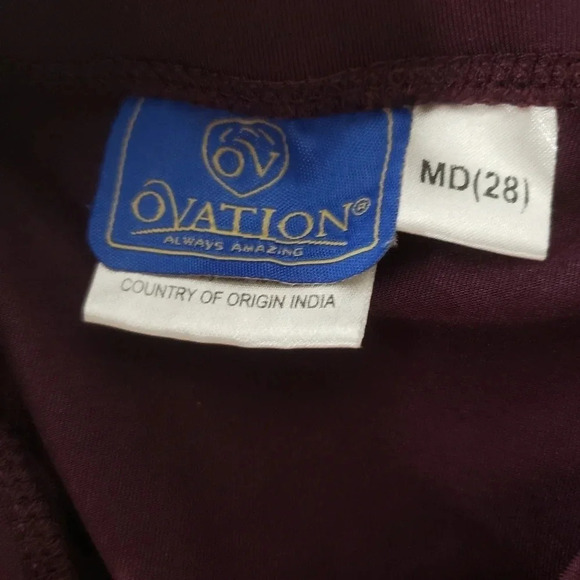 OV
OVATION®
ALWAYS AMAZING
MD(28)
COUNTRY OF ORIGIN INDIA